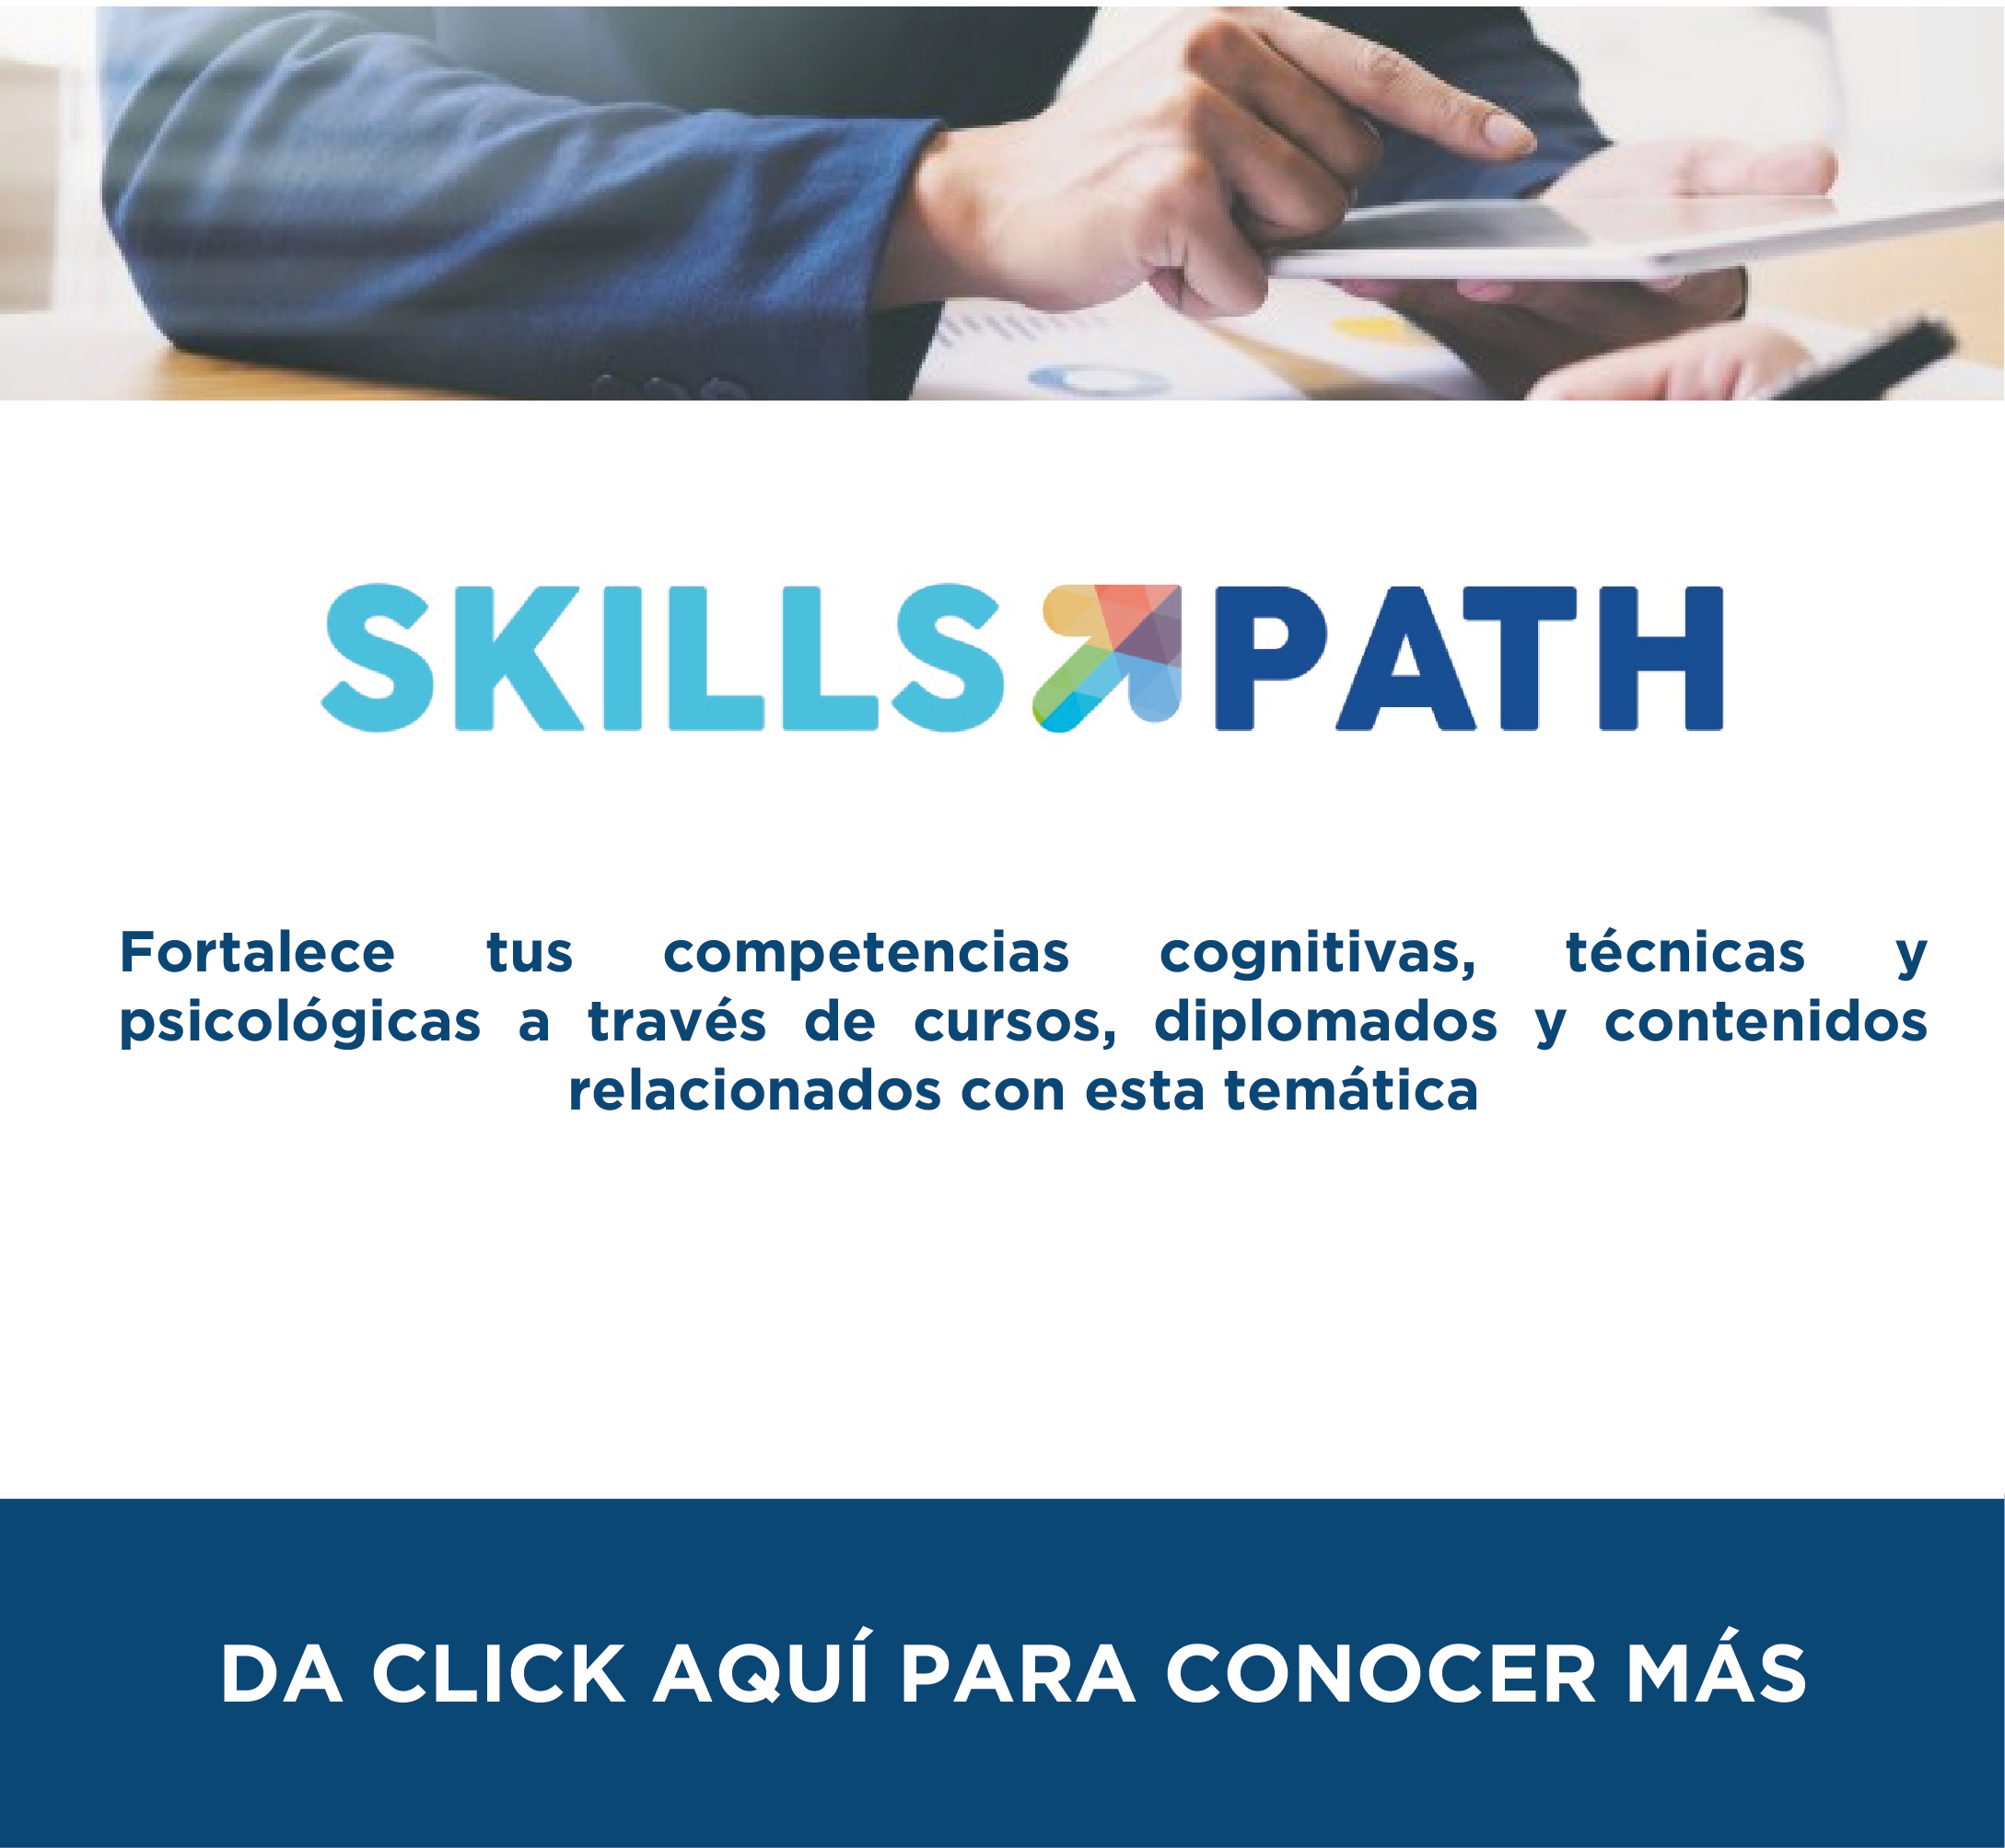 SKILLS PATH
Fortalece tus competencias cognitivas, técnicas y
psicológicas a través de cursos, diplomados y contenidos
relacionados con esta temática
DA CLICK AQUÍ PARA CONOCER MÁS